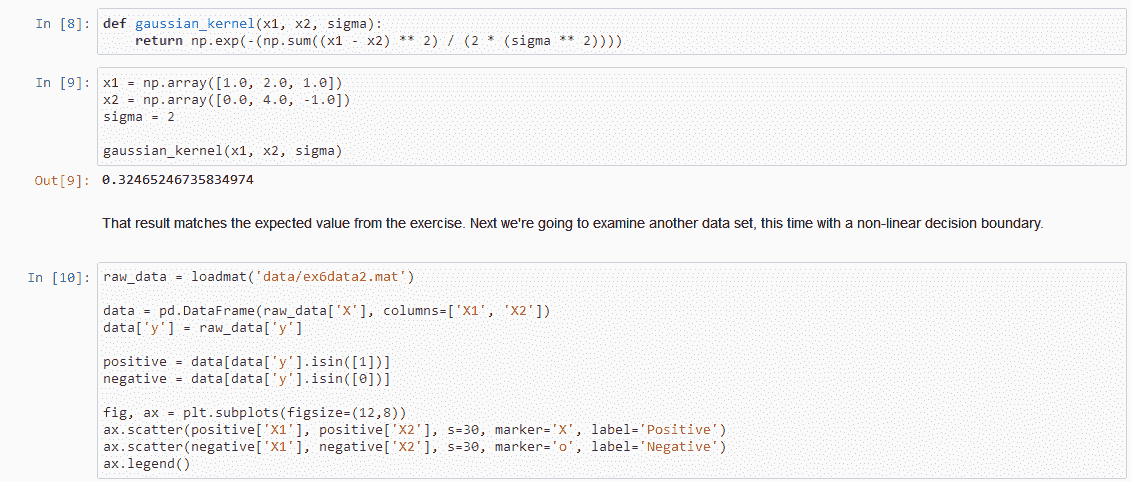 In [8]: def gaussian_kernel(x1, x2, sigma):
return np.exp(-(np.sum((x1 - x2) ** 2) / (2 * (sigma ** 2))))
In [9]: x1 = np.array([1.0, 2.0, 1.0])
x2 = np.array([0.0, 4.0, -1.0])
sigma = 2
gaussian_kernel(x1, x2, sigma)
Out[9]: 0.32465246735834974
That result matches the expected value from the exercise. Next we're going to examine another data set, this time with a non-linear decision boundary.
In [10]: raw_data = loadmat('data/ex6data2.mat')
data = pd.DataFrame(raw_data['X'], columns=['X1', 'X2'])
data['y'] = raw_data['y']
positive = data[data['y'].isin([1])]
negative = data[data['y'].isin([0])]
fig, ax = plt.subplots(figsize=(12,8))
ax.scatter(positive['X1'], positive['X2'], s=30, marker='X', label='Positive')
ax.scatter(negative['X1'], negative['X2'], s=30, marker='o', label='Negative')
ax.legend()